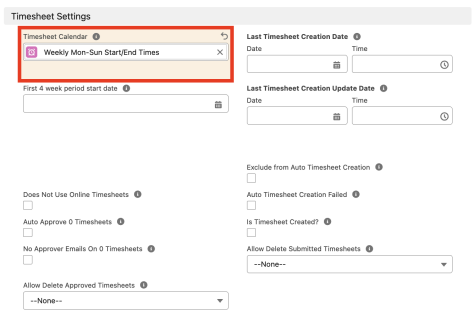 Timesheet Settings
Timesheet Calendar
Weekly Mon-Sun Start/End Times
Last Timesheet Creation Date
Date Time
First 4 week period start date
Last Timesheet Creation Update Date
Date Time
Exclude from Auto Timesheet Creation
Does Not Use Online Timesheets
Auto Timesheet Creation Failed
Auto Approve 0 Timesheets
Is Timesheet Created?
No Approver Emails On 0 Timesheets
Allow Delete Submitted Timesheets
--None--
Allow Delete Approved Timesheets
--None--